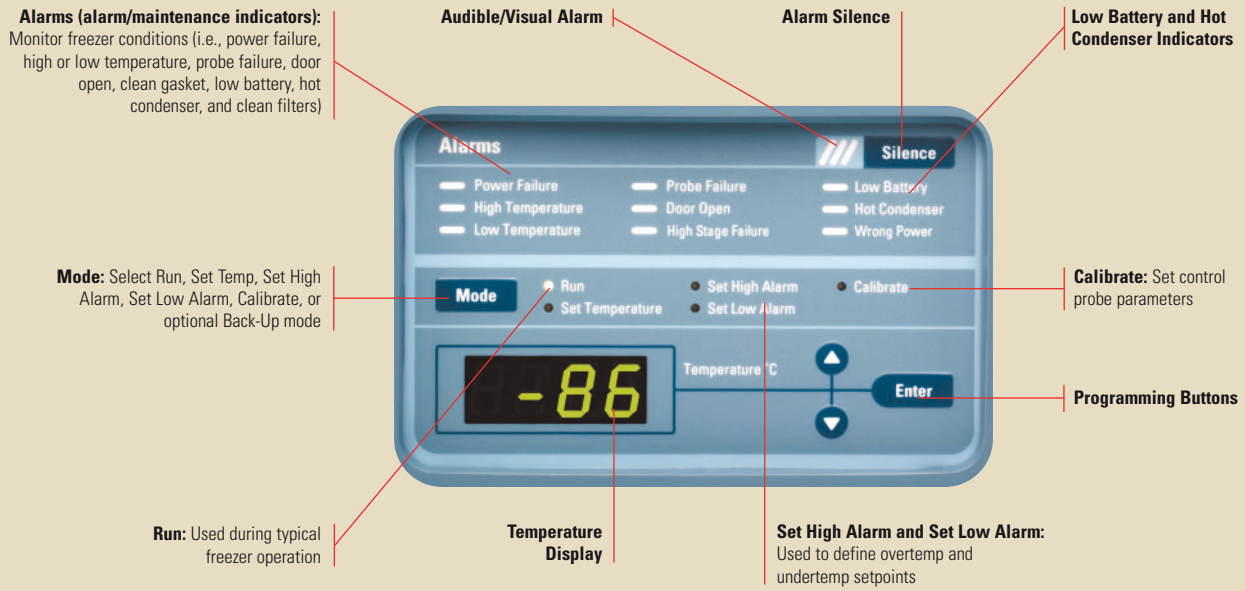 Alarms (alarm/maintenance indicators):
Monitor freezer conditions (i.e., power failure,
high or low temperature, probe failure, door
open, clean gasket, low battery, hot
condenser, and clean filters)
Audible/Visual Alarm
Alarm Silence
Low Battery and Hot
Condenser Indicators
Alarms
Silence
Power Failure
Probe Failure
Low Battery
High Temperature
Door Open
Hot Condenser
Low Temperature
High Stage Failure
Wrong Power
Mode: Select Run, Set Temp, Set High
Alarm, Set Low Alarm, Calibrate, or
optional Back-Up mode
Mode
Run
Set High Alarm
Calibrate
Set Temperature
Set Low Alarm
Calibrate: Set control
probe parameters
-86
Temperature °C
Enter
Programming Buttons
Run: Used during typical
freezer operation
Temperature
Display
Set High Alarm and Set Low Alarm:
Used to define overtemp and
undertemp setpoints